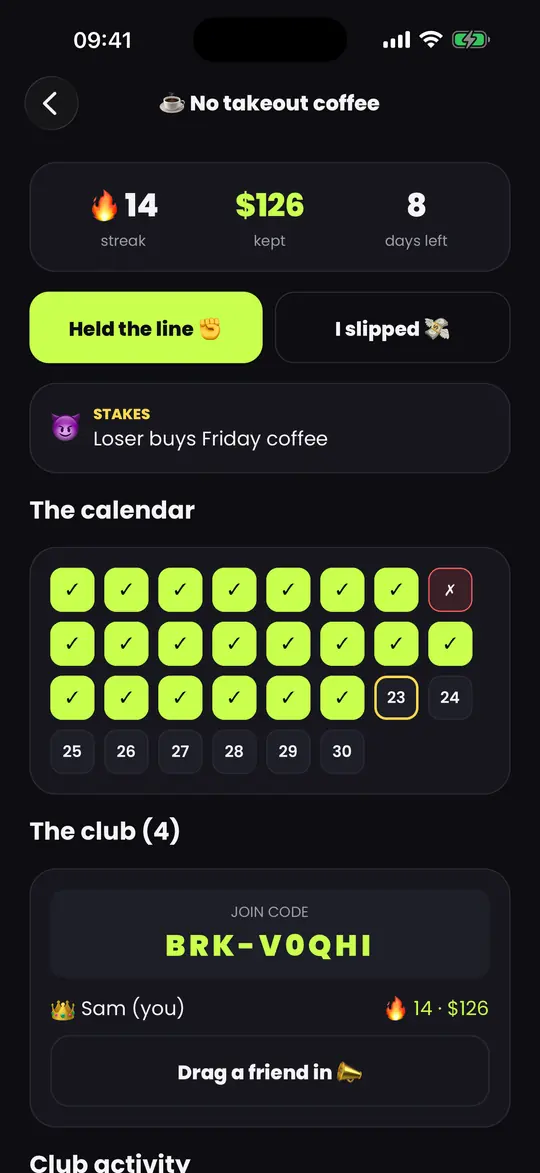 09:41
☕ No takeout coffee
🔥 14 $126 8
streak kept days left
Held the line ✊ I slipped 💸
😈 STAKES
Loser buys Friday coffee
The calendar
✓ ✓ ✓ ✓ ✓ ✓ ✓ ✗
✓ ✓ ✓ ✓ ✓ ✓ ✓ ✓
✓ ✓ ✓ ✓ ✓ ✓ 23 24
25 26 27 28 29 30
The club (4)
JOIN CODE
BRK-V0QHI
👑 Sam (you) 🔥 14 · $126
Drag a friend in 📣
Club activity